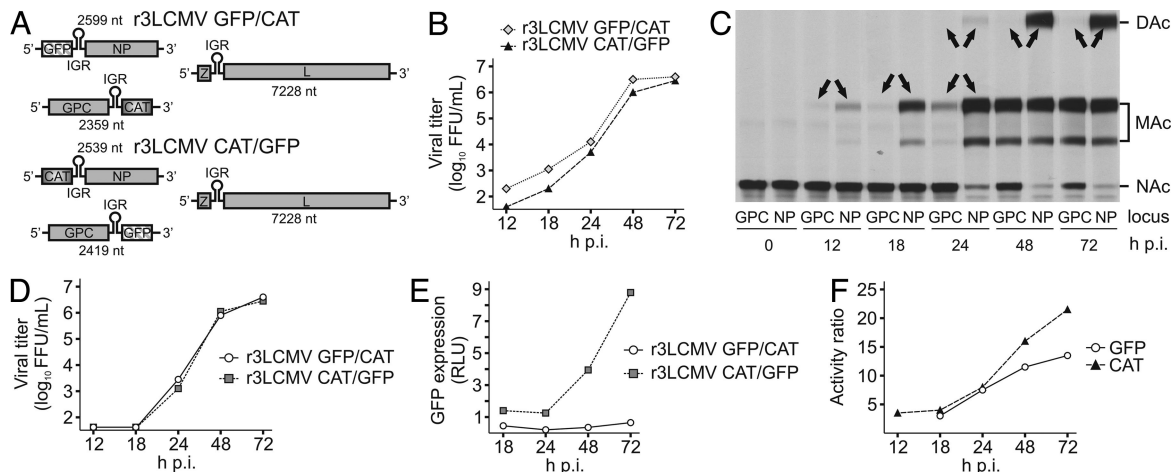 A
2599 nt r3LCMV GFP/CAT
5' GFP NP 3'
IGR
IGR
5' Z L 3'
7228 nt
IGR
5' GPC CAT 3'
2359 nt
2539 nt r3LCMV CAT/GFP
5' CAT NP 3'
IGR
IGR
5' Z L 3'
7228 nt
IGR
5' GPC GFP 3'
2419 nt
B
r3LCMV GFP/CAT
r3LCMV CAT/GFP
Viral titer
(log10 FFU/mL)
7
6
5
4
3
2
12 18 24 48 72
h p.i.
C
DAc
MAc
NAc
GPC NP GPC NP GPC NP GPC NP GPC NP GPC NP locus
0 12 18 24 48 72 h p.i.
D
Viral titer
(log10 FFU/mL)
7
6
5
4
3
2
12 18 24 48 72
h p.i.
r3LCMV GFP/CAT
r3LCMV CAT/GFP
E
GFP expression
(RLU)
9
7
5
3
1
18 24 48 72
h p.i.
r3LCMV GFP/CAT
r3LCMV CAT/GFP
F
Activity ratio
25
20
15
10
5
12 18 24 48 72
h p.i.
GFP
CAT